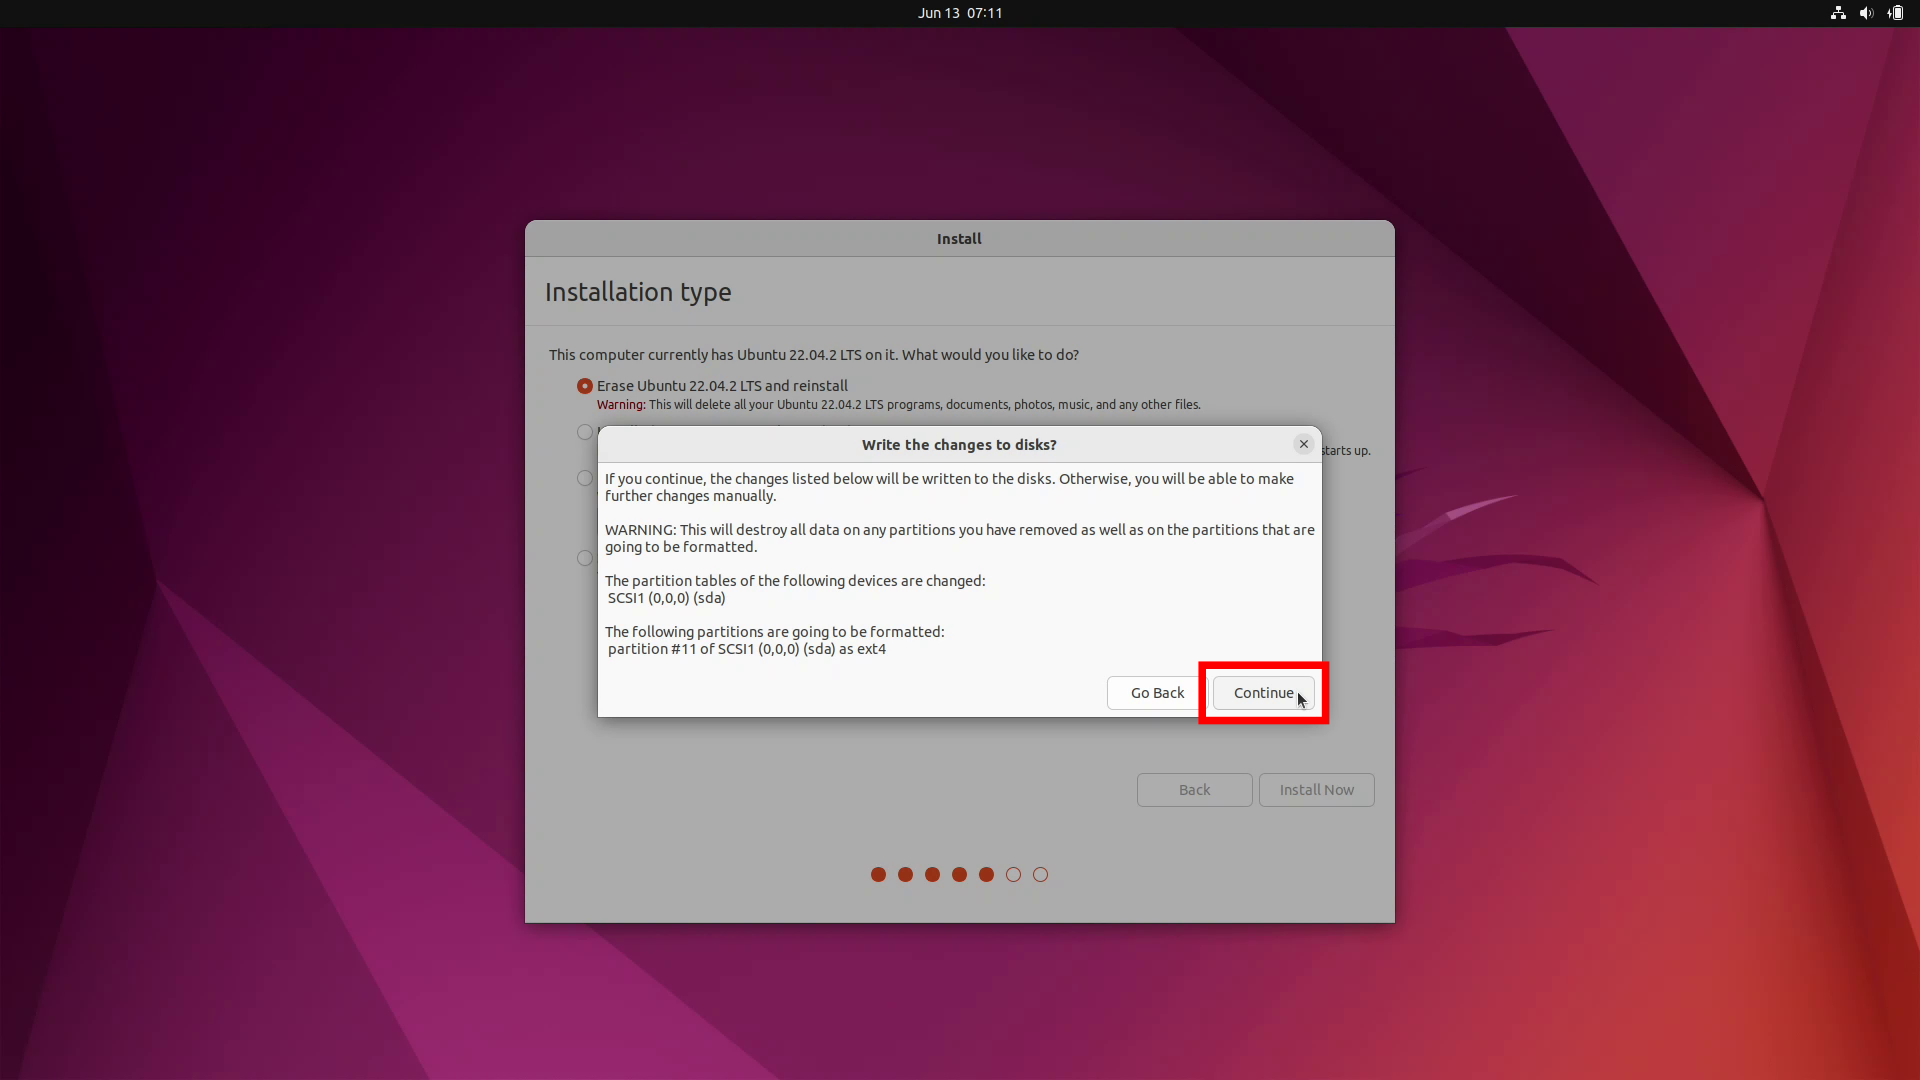 Jun 13 07:11
Install
Installation type
This computer currently has Ubuntu 22.04.2 LTS on it. What would you like to do?
Erase Ubuntu 22.04.2 LTS and reinstall
Warning: This will delete all your Ubuntu 22.04.2 LTS programs, documents, photos, music, and any other files.
starts up.
Write the changes to disks?
If you continue, the changes listed below will be written to the disks. Otherwise, you will be able to make
further changes manually.
WARNING: This will destroy all data on any partitions you have removed as well as on the partitions that are
going to be formatted.
The partition tables of the following devices are changed:
SCSI1 (0,0,0) (sda)
The following partitions are going to be formatted:
partition #11 of SCSI1 (0,0,0) (sda) as ext4
Go Back
Continue
Back
Install Now